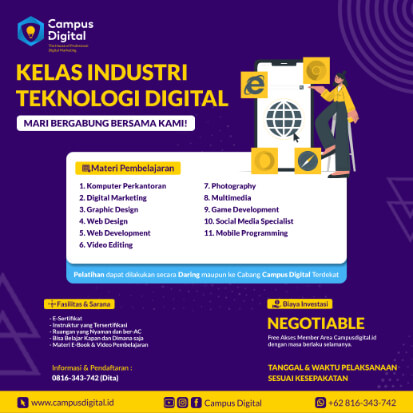 Campus
Digital
KELAS INDUSTRI
TEKNOLOGI DIGITAL
MARI BERGABUNG BERSAMA KAMI!
Materi Pembelajaran
1. Komputer Perkantoran
2. Digital Marketing
3. Graphic Design
4. Web Design
5. Web Development
6. Video Editing
7. Photography
8. Multimedia
9. Game Development
10. Social Media Specialist
11. Mobile Programming
Pelatihan dapat dilakukan secara Daring maupun ke Cabang Campus Digital Terdekat
Fasilitas & Sarana
- E-Sertifikat
- Instruktur yang Tersertifikasi
- Ruangan yang Nyaman dan ber-AC
- Bisa Belajar Kapan dan Dimana saja
- Materi E-Book & Video Pembelajaran
Informasi & Pendaftaran :
0816-343-742 (Dita)
Biaya Investasi
NEGOTIABLE
Free Akses Member Area Campusdigital.id
dengan masa berlaku selamanya.
TANGGAL & WAKTU PELAKSANAAN
SESUAI KESEPAKATAN
www.campusdigital.id
Campus Digital
+62 816-343-742